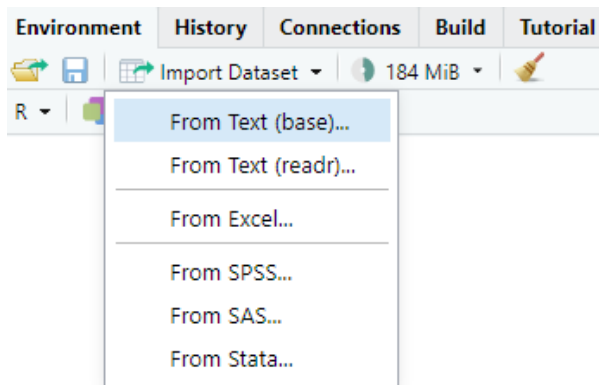 Environment History Connections Build Tutorial
Import Dataset 184 MiB
R
From Text (base)...
From Text (readr)...
From Excel...
From SPSS...
From SAS...
From Stata...